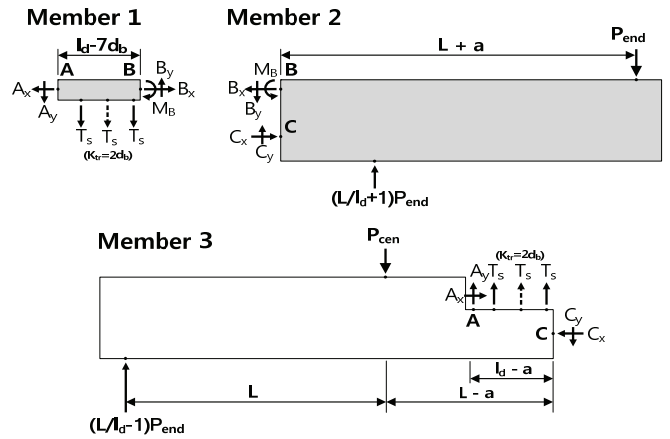 Member 1
l_d-7d_b
A B
A_x A_y B_y B_x M_B
T_s T_s T_s
(K_tr=2d_b)
Member 2
P_end
L + a
M_B B
B_x B_y
C
C_x C_y
(L/l_d+1)P_end
Member 3
P_cen
(K_tr=2d_b)
A_y T_s T_s T_s
A_x
A
C C_y C_x
l_d - a
L L - a
(L/l_d-1)P_end